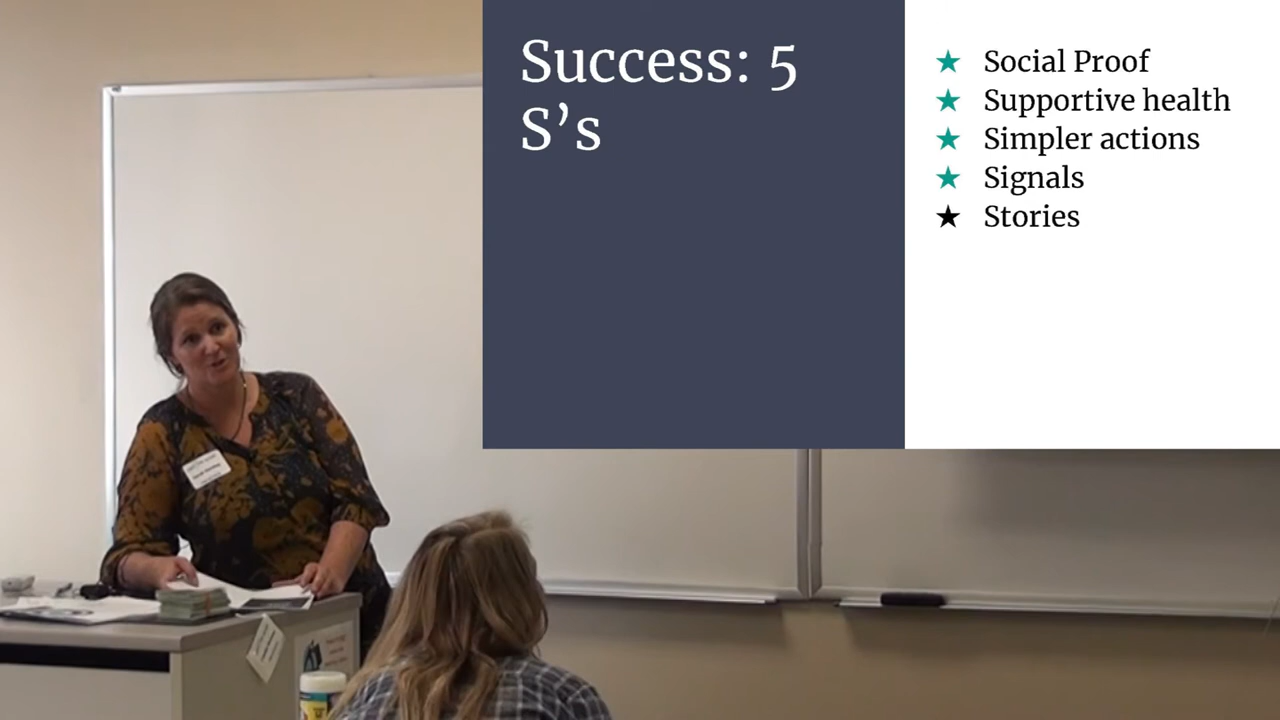 Success: 5
S’s
★ Social Proof
★ Supportive health
★ Simpler actions
★ Signals
★ Stories